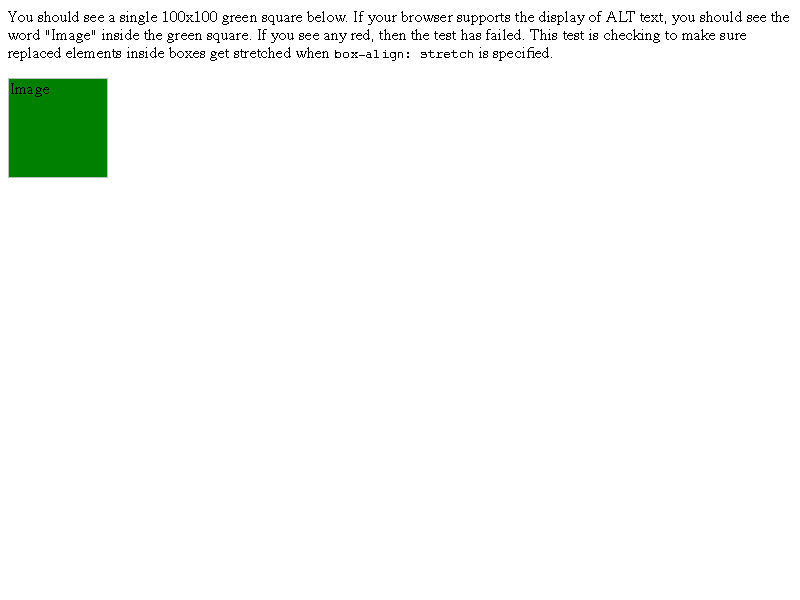 You should see a single 100x100 green square below. If your browser supports the display of ALT text, you should see the
word "Image" inside the green square. If you see any red, then the test has failed. This test is checking to make sure
replaced elements inside boxes get stretched when box-align: stretch is specified.
Image